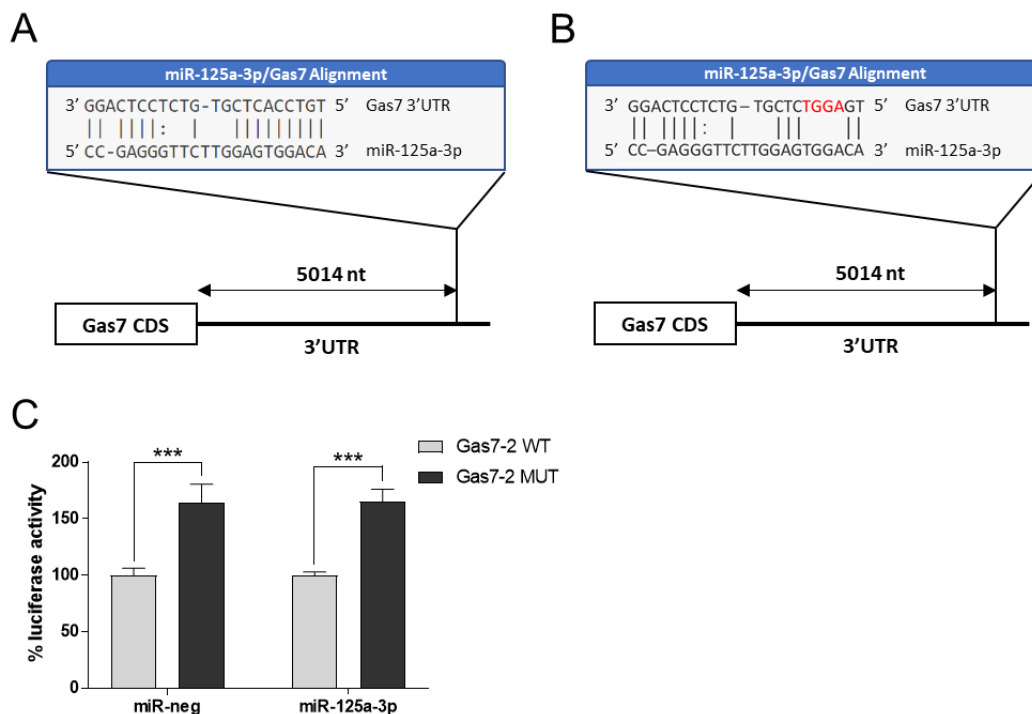 A
miR-125a-3p/Gas7 Alignment
3’ GGACTCCTCTG-TGCTCACCTGT 5’ Gas7 3’UTR
|| ||||: | |||||||||
5’ CC-GAGGGTTCTTGGAGTGGACA 3’ miR-125a-3p
5014 nt
Gas7 CDS
3’UTR
B
miR-125a-3p/Gas7 Alignment
3’ GGACTCCTCTG–TGCTCTGGAGT 5’ Gas7 3’UTR
|| ||||: | ||| ||
5’ CC–GAGGGTTCTTGGAGTGGACA 3’ miR-125a-3p
5014 nt
Gas7 CDS
3’UTR
C
Gas7-2 WT
Gas7-2 MUT
*** ***
% luciferase activity
200
150
100
50
0
miR-neg miR-125a-3p